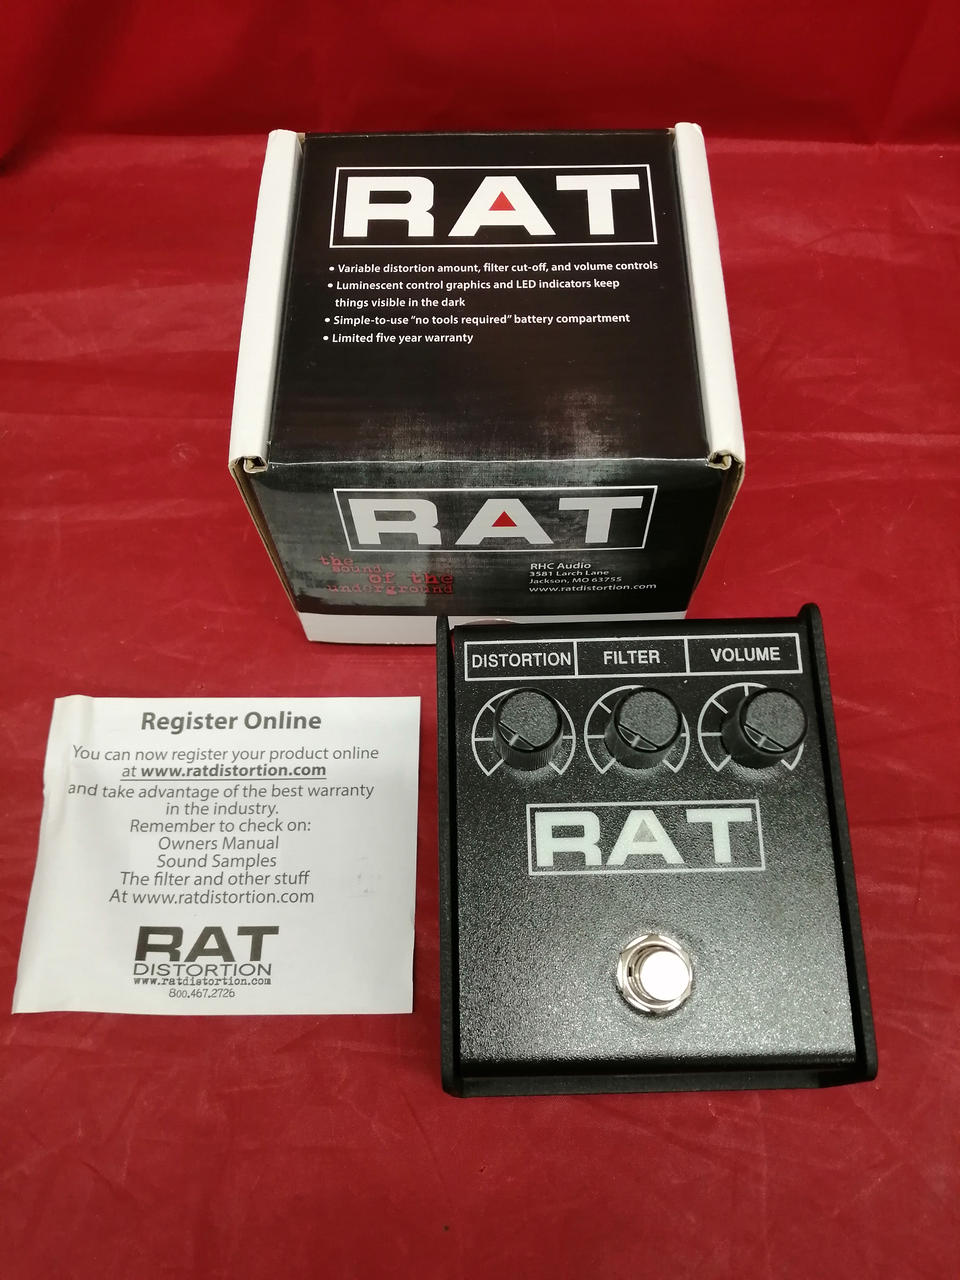 RAT
• Variable distortion amount, filter cut-off, and volume controls
• Luminescent control graphics and LED indicators keep
things visible in the dark
• Simple-to-use “no tools required” battery compartment
• Limited five year warranty
RAT
the
sound
of the
underground
RHC Audio
3581 Larch Lane
Jackson, MO 63755
www.ratdistortion.com
DISTORTION FILTER VOLUME
RAT
Register Online
You can now register your product online
at www.ratdistortion.com
and take advantage of the best warranty
in the industry.
Remember to check on:
Owners Manual
Sound Samples
The filter and other stuff
At www.ratdistortion.com
RAT
DISTORTION
www.ratdistortion.com
800.467.2726